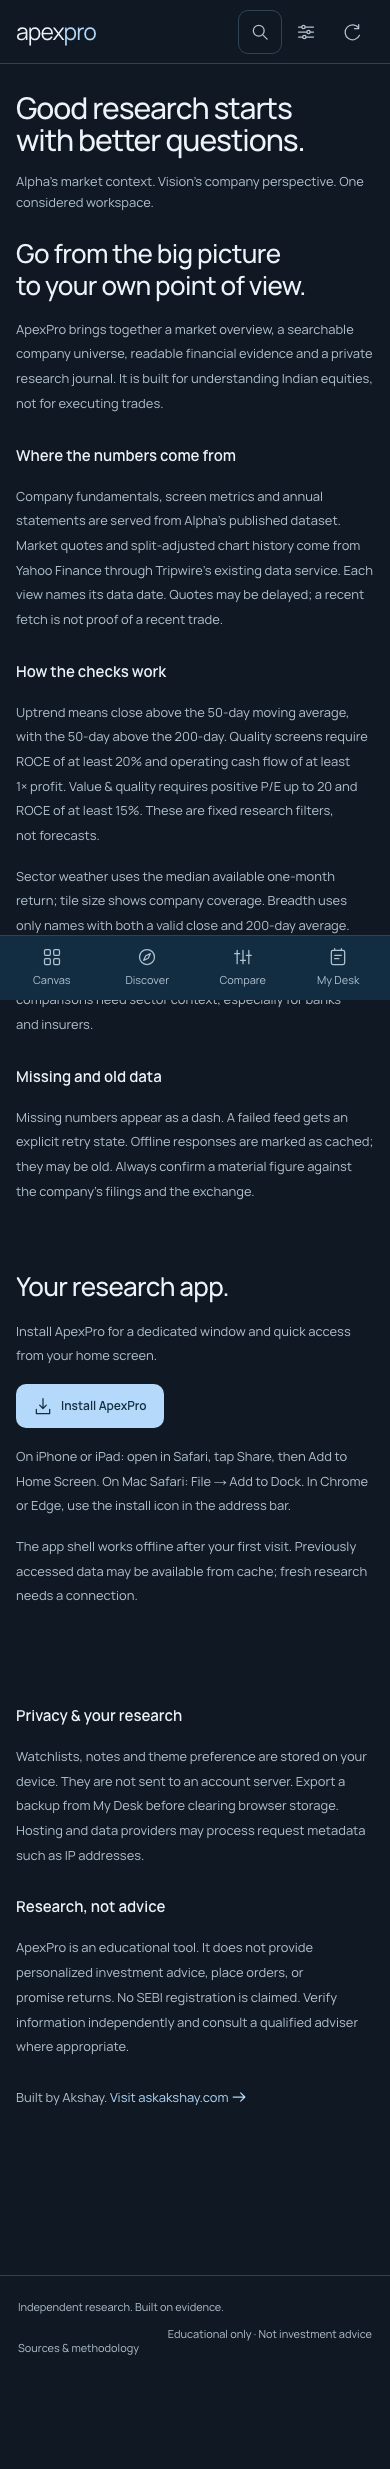 apexpro
Good research starts
with better questions.
Alpha's market context. Vision's company perspective. One
considered workspace.
Go from the big picture
to your own point of view.
ApexPro brings together a market overview, a searchable
company universe, readable financial evidence and a private
research journal. It is built for understanding Indian equities,
not for executing trades.
Where the numbers come from
Company fundamentals, screen metrics and annual
statements are served from Alpha's published dataset.
Market quotes and split-adjusted chart history come from
Yahoo Finance through Tripwire's existing data service. Each
view names its data date. Quotes may be delayed; a recent
fetch is not proof of a recent trade.
How the checks work
Uptrend means close above the 50-day moving average,
with the 50-day above the 200-day. Quality screens require
ROCE of at least 20% and operating cash flow of at least
1× profit. Value & quality requires positive P/E up to 20 and
ROCE of at least 15%. These are fixed research filters,
not forecasts.
Sector weather uses the median available one-month
return; tile size shows company coverage. Breadth uses
only names with both a valid close and 200-day average.
Canvas
Discover
Compare
My Desk
comparisons need sector context, especially for banks
and insurers.
Missing and old data
Missing numbers appear as a dash. A failed feed gets an
explicit retry state. Offline responses are marked as cached;
they may be old. Always confirm a material figure against
the company's filings and the exchange.
Your research app.
Install ApexPro for a dedicated window and quick access
from your home screen.
Install ApexPro
On iPhone or iPad: open in Safari, tap Share, then Add to
Home Screen. On Mac Safari: File → Add to Dock. In Chrome
or Edge, use the install icon in the address bar.
The app shell works offline after your first visit. Previously
accessed data may be available from cache; fresh research
needs a connection.
Privacy & your research
Watchlists, notes and theme preference are stored on your
device. They are not sent to an account server. Export a
backup from My Desk before clearing browser storage.
Hosting and data providers may process request metadata
such as IP addresses.
Research, not advice
ApexPro is an educational tool. It does not provide
personalized investment advice, place orders, or
promise returns. No SEBI registration is claimed. Verify
information independently and consult a qualified adviser
where appropriate.
Built by Akshay. Visit askakshay.com →
Independent research. Built on evidence.
Educational only · Not investment advice
Sources & methodology